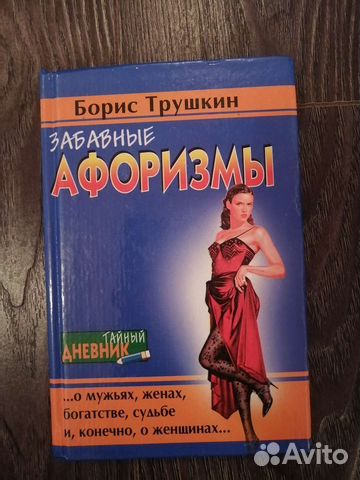 Борис Трушкин
ЗАБАВНЫЕ
АФОРИЗМЫ
ТАЙНЫЙ
ДНЕВНИК
...о мужьях, женах,
богатстве, судьбе
и, конечно, о женщинах...
Avito